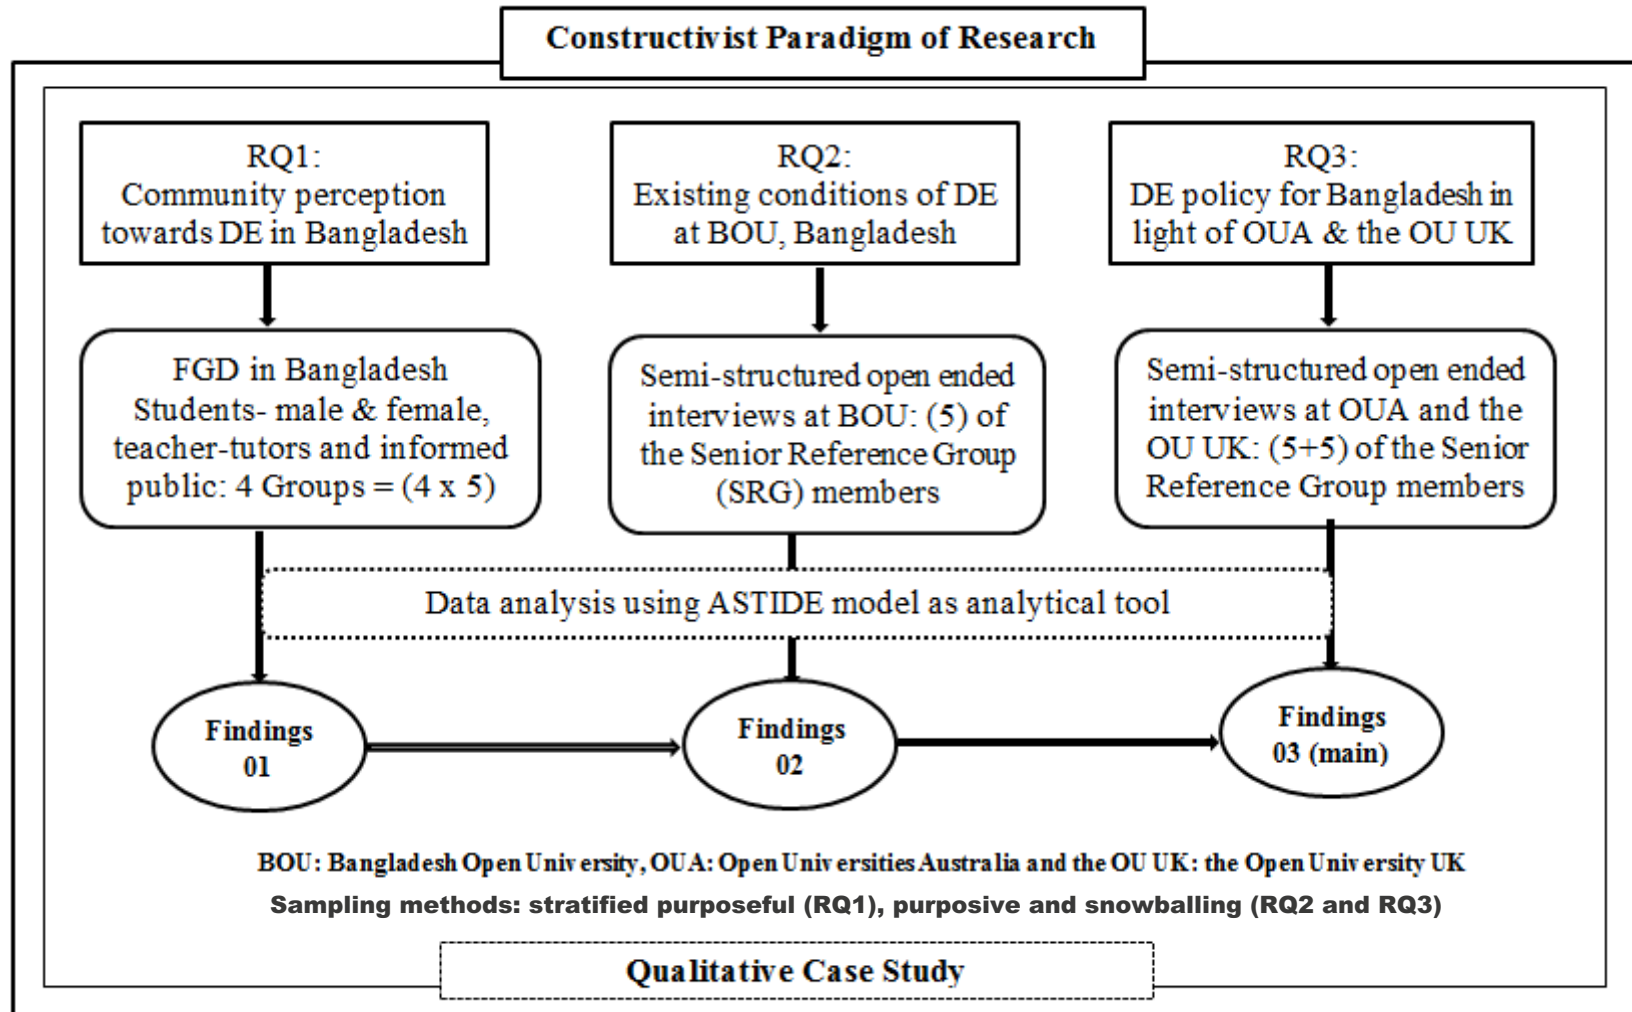 Constructivist Paradigm of Research
RQ1:
Community perception
towards DE in Bangladesh
RQ2:
Existing conditions of DE
at BOU, Bangladesh
RQ3:
DE policy for Bangladesh in
light of OUA & the OU UK
FGD in Bangladesh
Students- male & female,
teacher-tutors and informed
public: 4 Groups = (4 x 5)
Semi-structured open ended
interviews at BOU: (5) of
the Senior Reference Group
(SRG) members
Semi-structured open ended
interviews at OUA and the
OU UK: (5+5) of the Senior
Reference Group members
Data analysis using ASTIDE model as analytical tool
Findings
01
Findings
02
Findings
03 (main)
BOU: Bangladesh Open University, OUA: Open Universities Australia and the OU UK: the Open University UK
Sampling methods: stratified purposeful (RQ1), purposive and snowballing (RQ2 and RQ3)
Qualitative Case Study